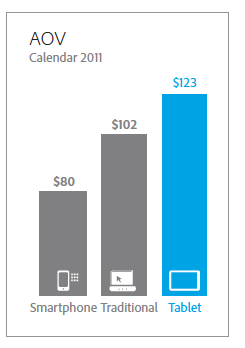 AOV
Calendar 2011
$123
$102
$80
Smartphone Traditional Tablet